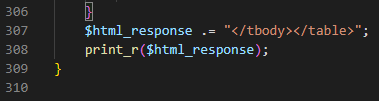 306 }
307 $html_response .= "</tbody></table>";
308 print_r($html_response);
309 }
310